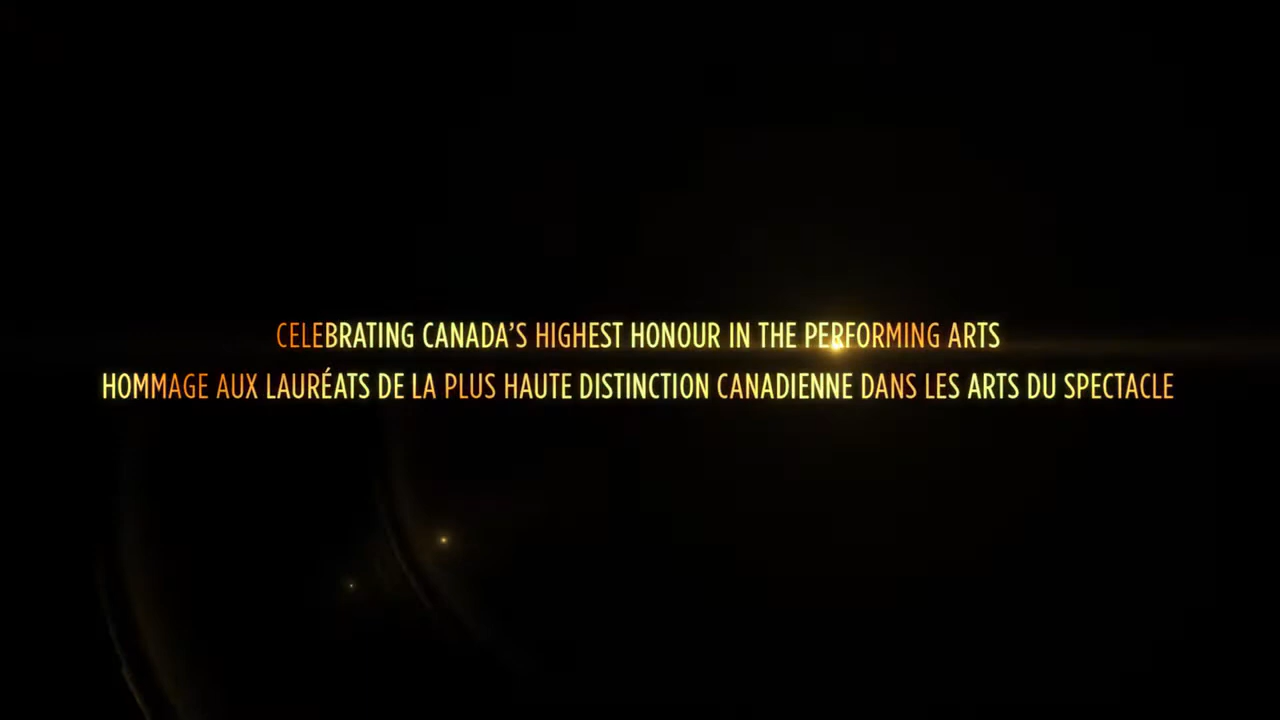 CELEBRATING CANADA’S HIGHEST HONOUR IN THE PERFORMING ARTS
HOMMAGE AUX LAURÉATS DE LA PLUS HAUTE DISTINCTION CANADIENNE DANS LES ARTS DU SPECTACLE